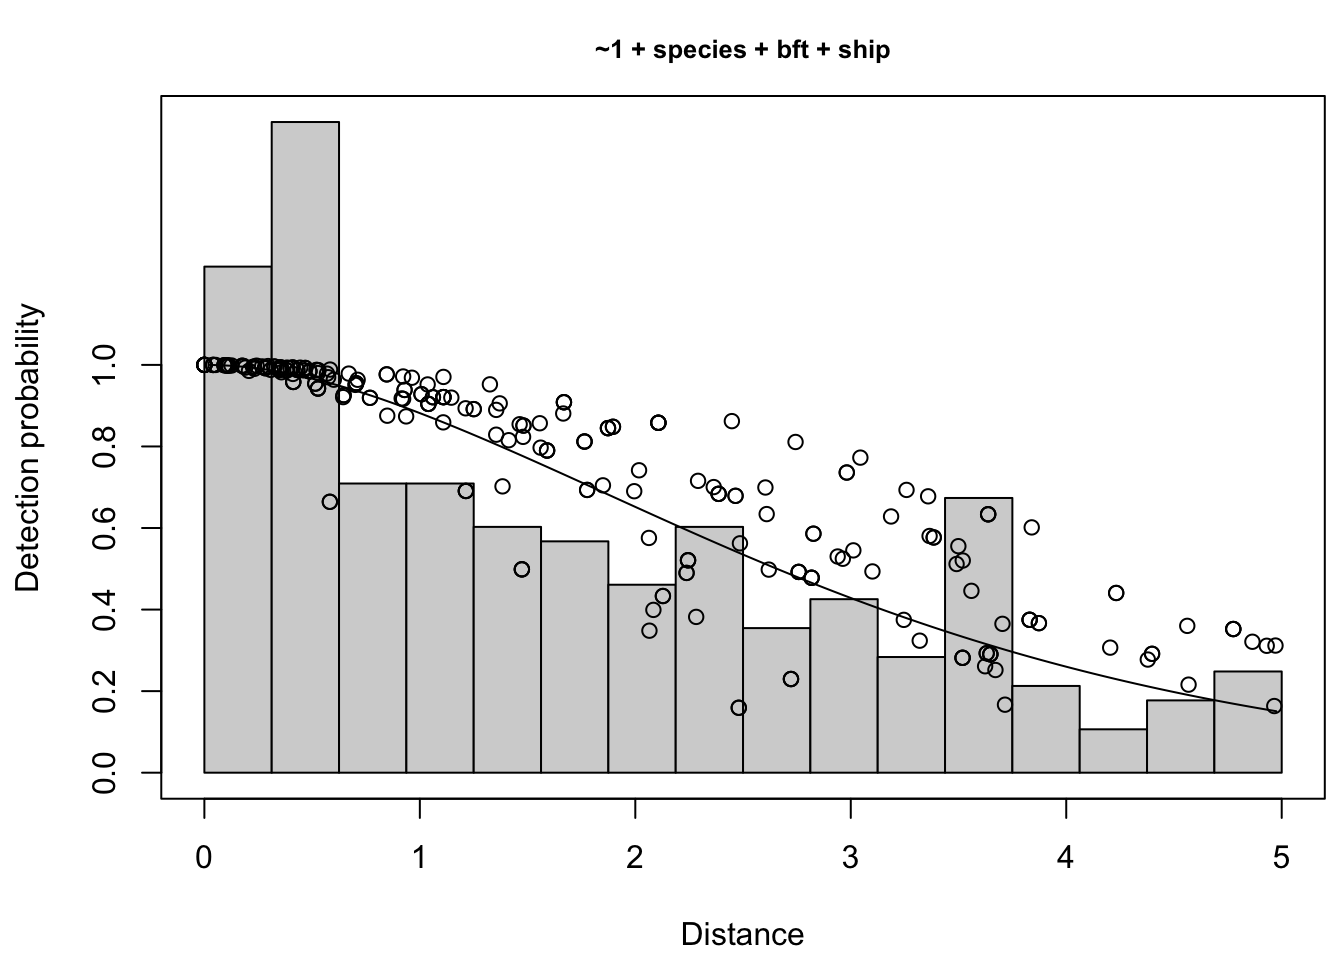 ~1 + species + bft + ship
Detection probability
1.0
0.8
0.6
0.4
0.2
0.0
0 1 2 3 4 5
Distance